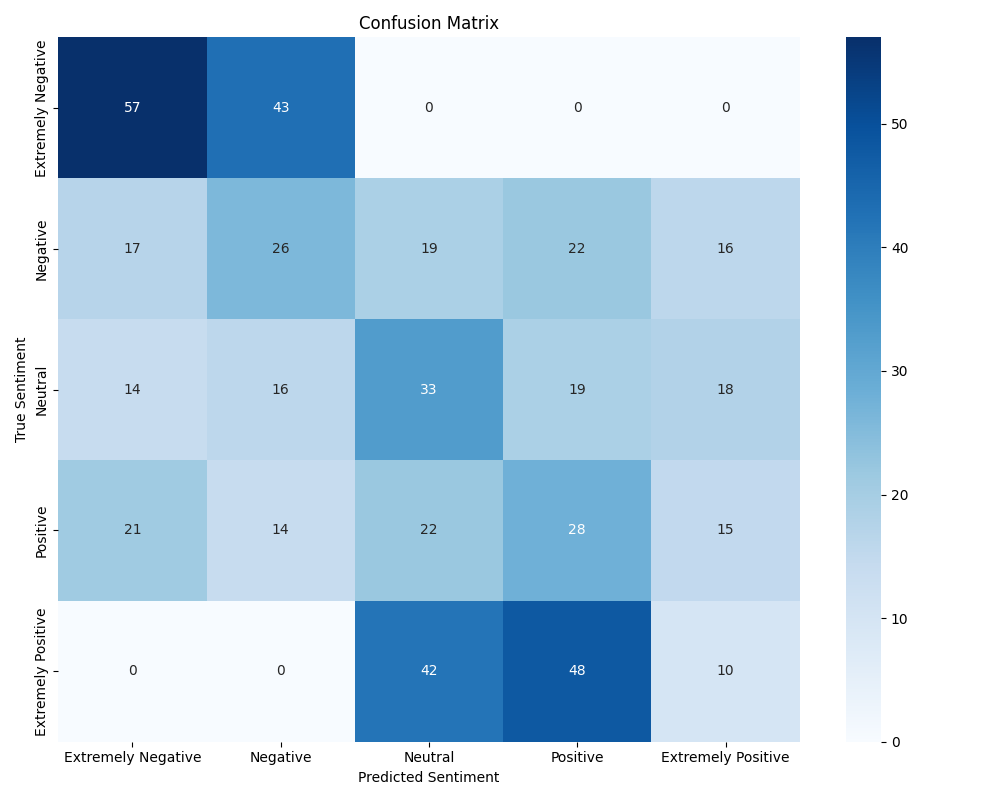 Confusion Matrix
True Sentiment
Extremely Negative
57 43 0 0 0
Negative
17 26 19 22 16
Neutral
14 16 33 19 18
Positive
21 14 22 28 15
Extremely Positive
0 0 42 48 10
Extremely Negative Negative Neutral Positive Extremely Positive
Predicted Sentiment
50
40
30
20
10
0